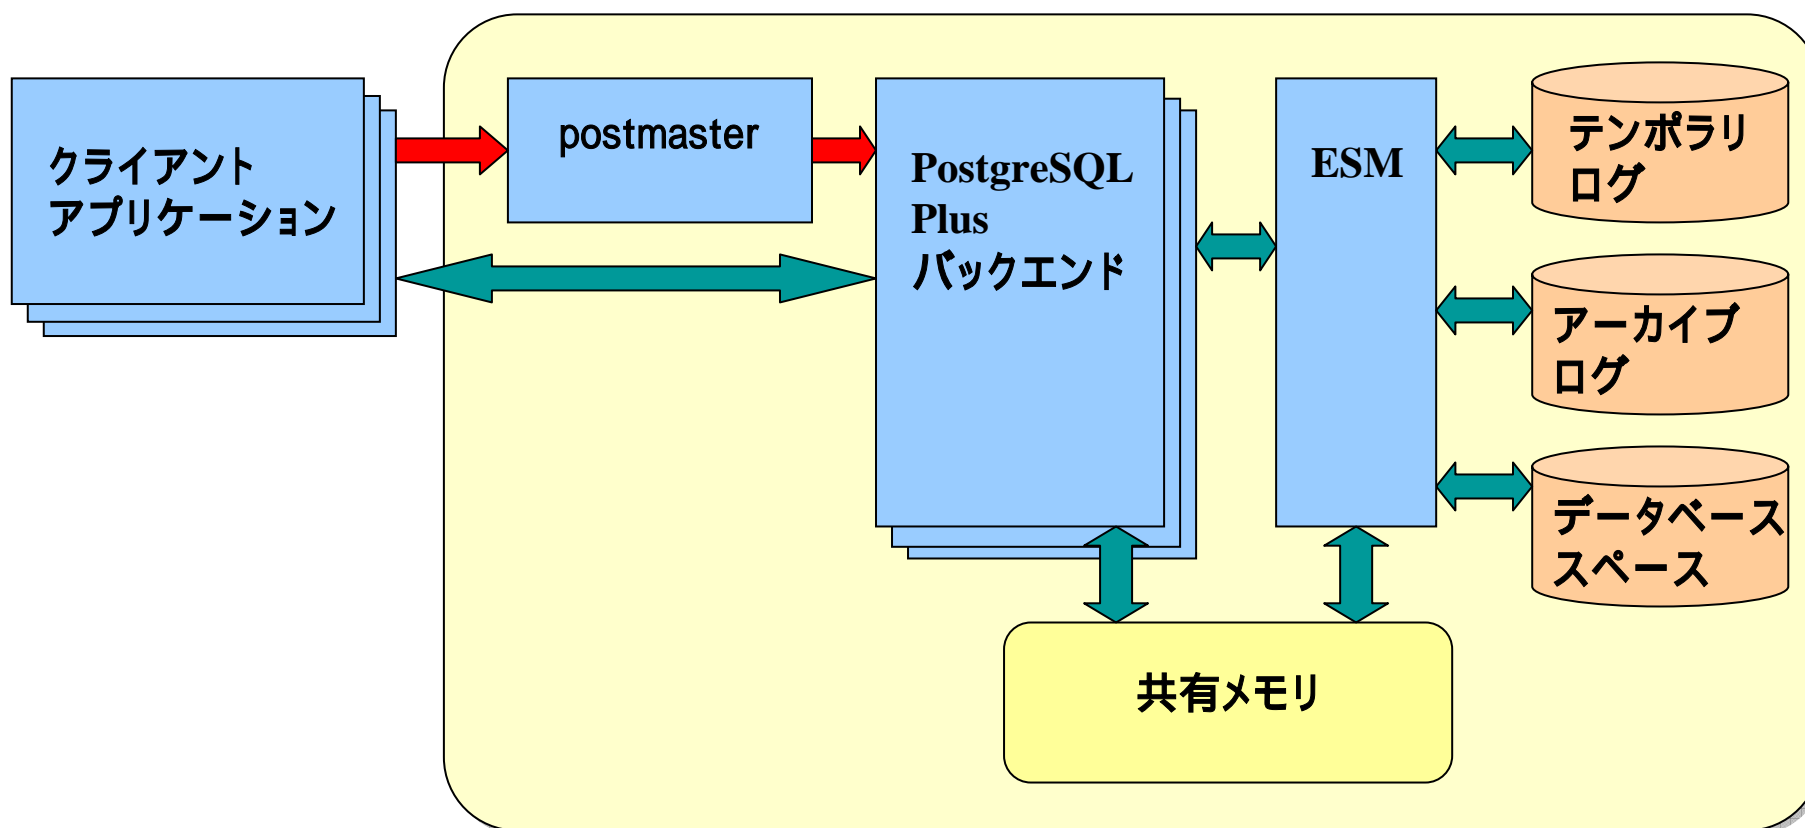 クライアント
アプリケーション
postmaster
PostgreSQL
Plus
バックエンド
ESM
テンポラリ
ログ
アーカイブ
ログ
データベース
スペース
共有メモリ